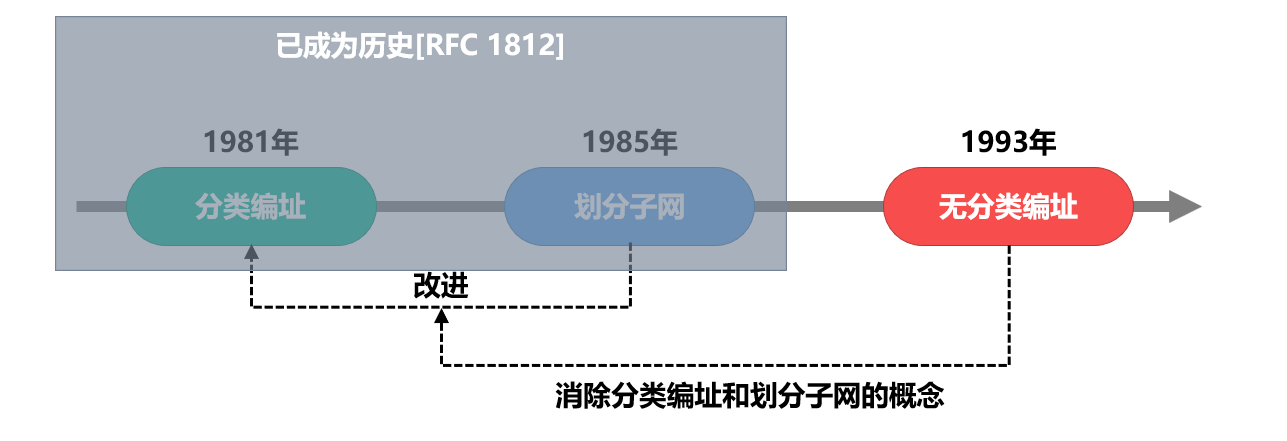 已成为历史[RFC 1812]
1981年
1985年
1993年
分类编址
划分子网
无分类编址
改进
消除分类编址和划分子网的概念